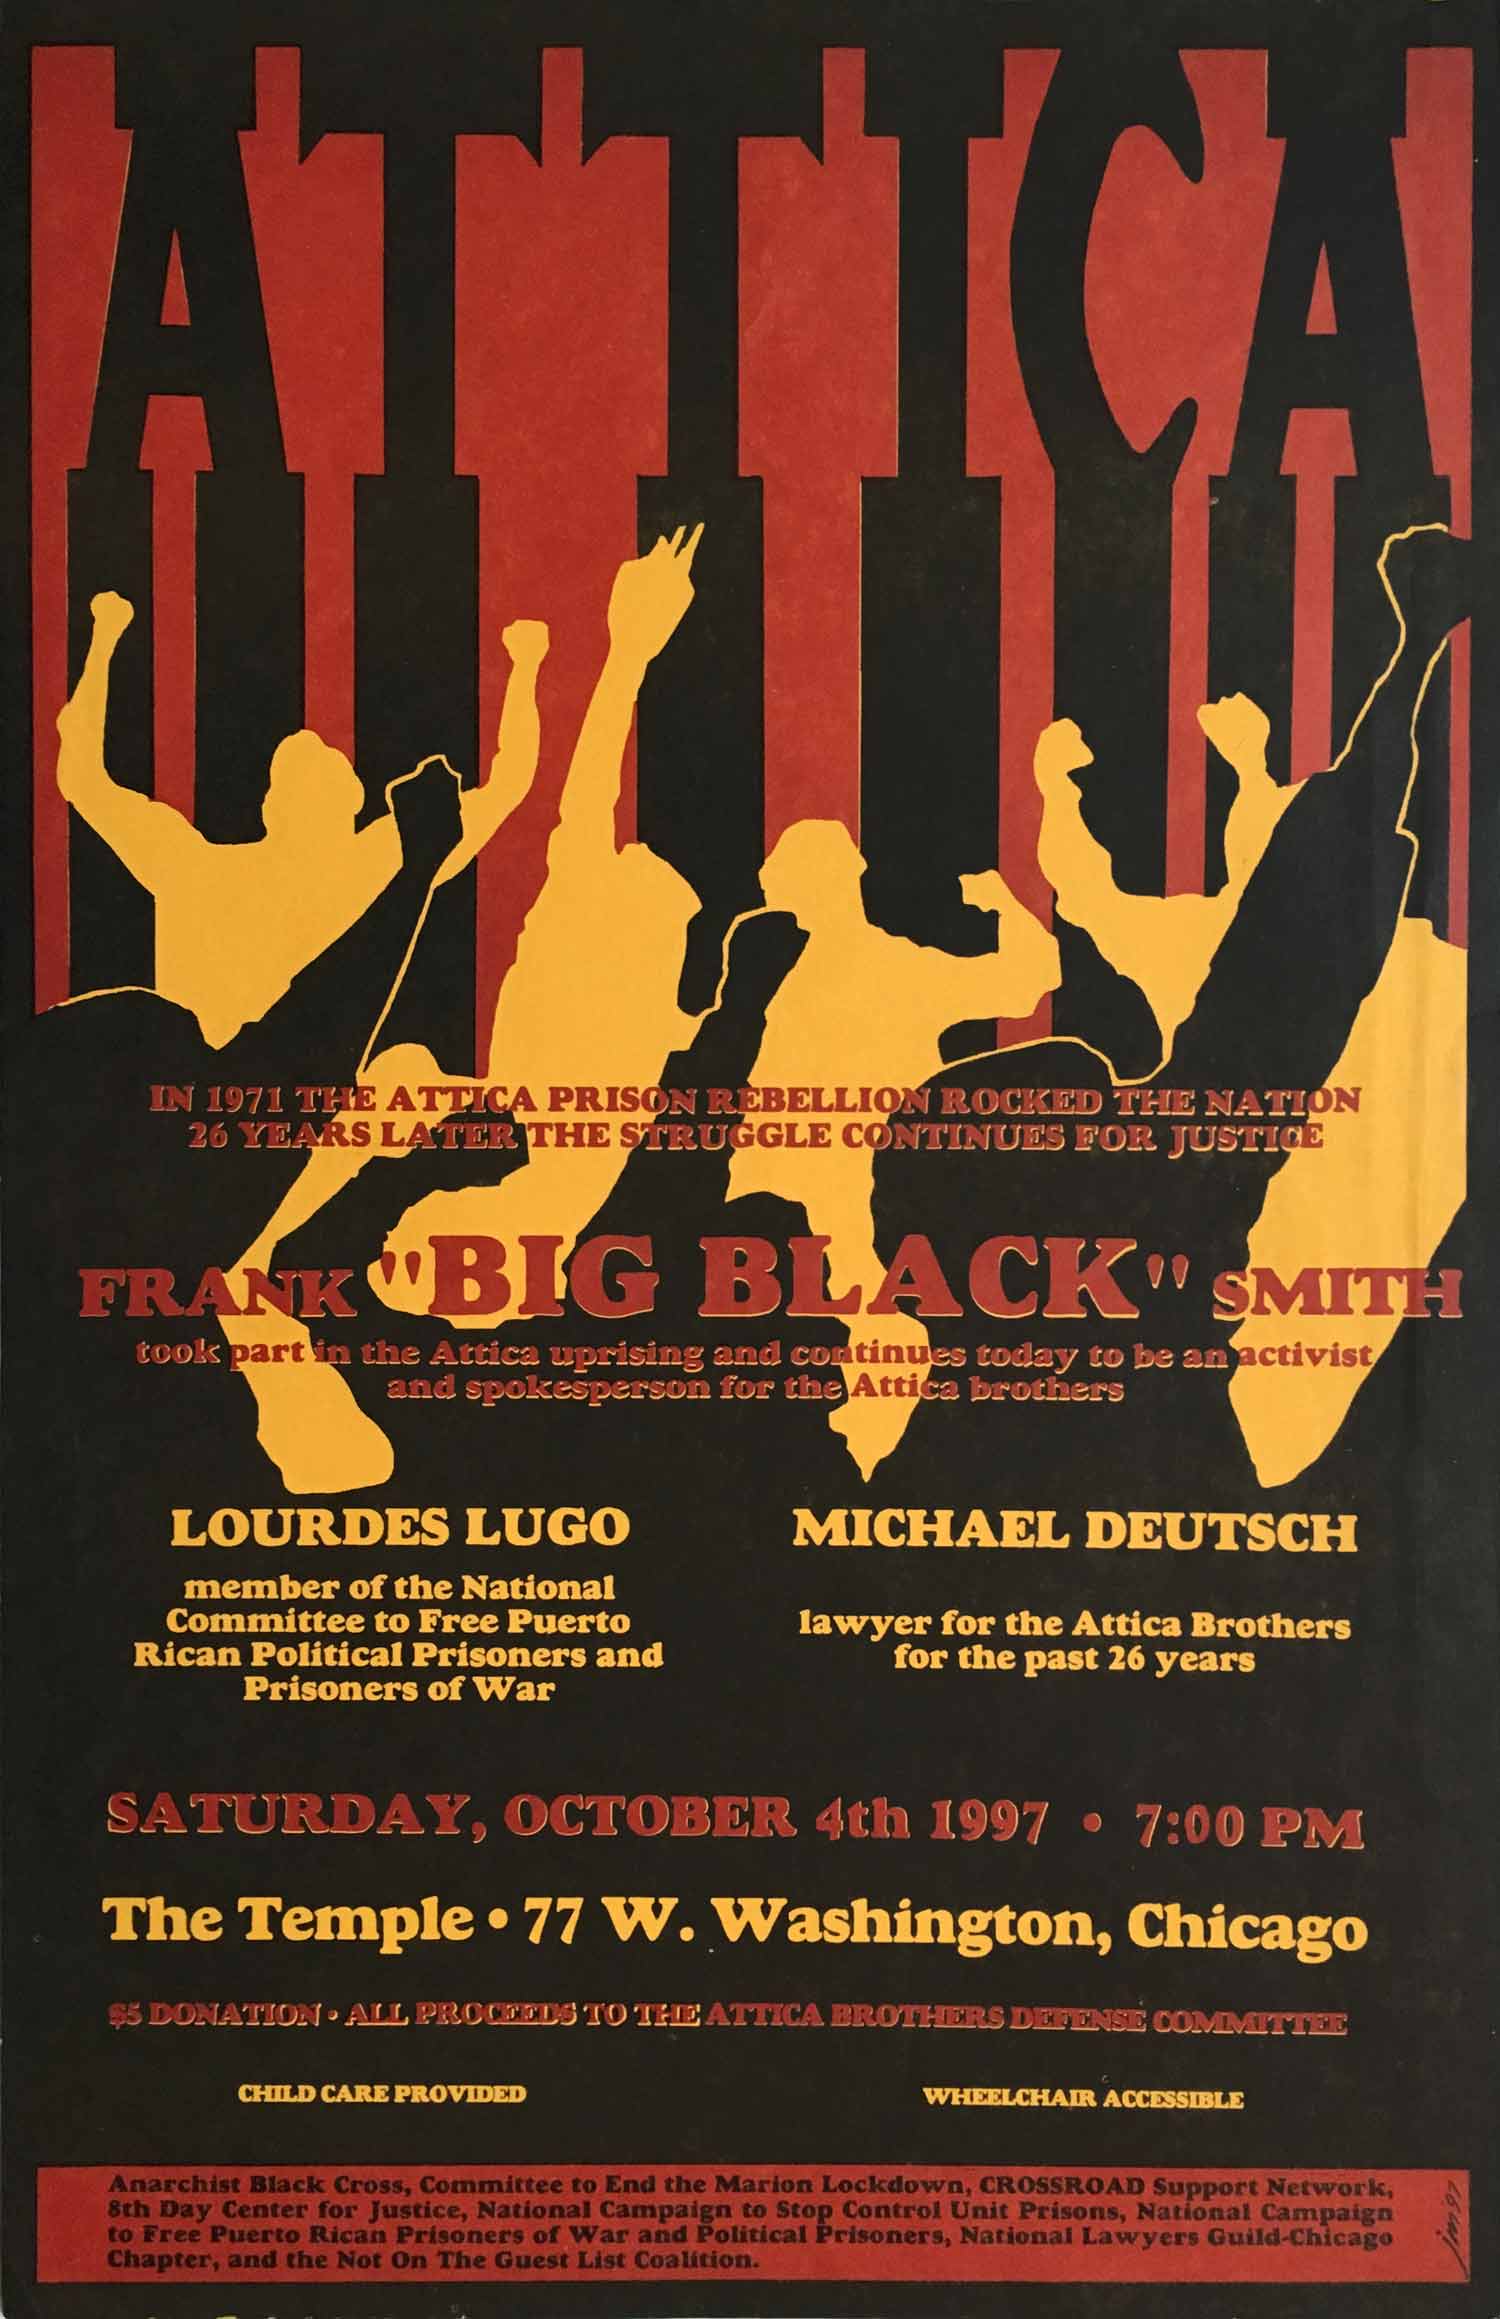 ATTICA
IN 1971 THE ATTICA PRISON REBELLION ROCKED THE NATION
26 YEARS LATER THE STRUGGLE CONTINUES FOR JUSTICE
FRANK "BIG BLACK" SMITH
took part in the Attica uprising and continues today to be an activist
and spokesperson for the Attica brothers
LOURDES LUGO
member of the National
Committee to Free Puerto
Rican Political Prisoners and
Prisoners of War
MICHAEL DEUTSCH
lawyer for the Attica Brothers
for the past 26 years
SATURDAY, OCTOBER 4th 1997 • 7:00 PM
The Temple • 77 W. Washington, Chicago
$5 DONATION • ALL PROCEEDS TO THE ATTICA BROTHERS DEFENSE COMMITTEE
CHILD CARE PROVIDED
WHEELCHAIR ACCESSIBLE
Anarchist Black Cross, Committee to End the Marion Lockdown, CROSSROAD Support Network,
8th Day Center for Justice, National Campaign to Stop Control Unit Prisons, National Campaign
to Free Puerto Rican Prisoners of War and Political Prisoners, National Lawyers Guild-Chicago
Chapter, and the Not On The Guest List Coalition.
jm97